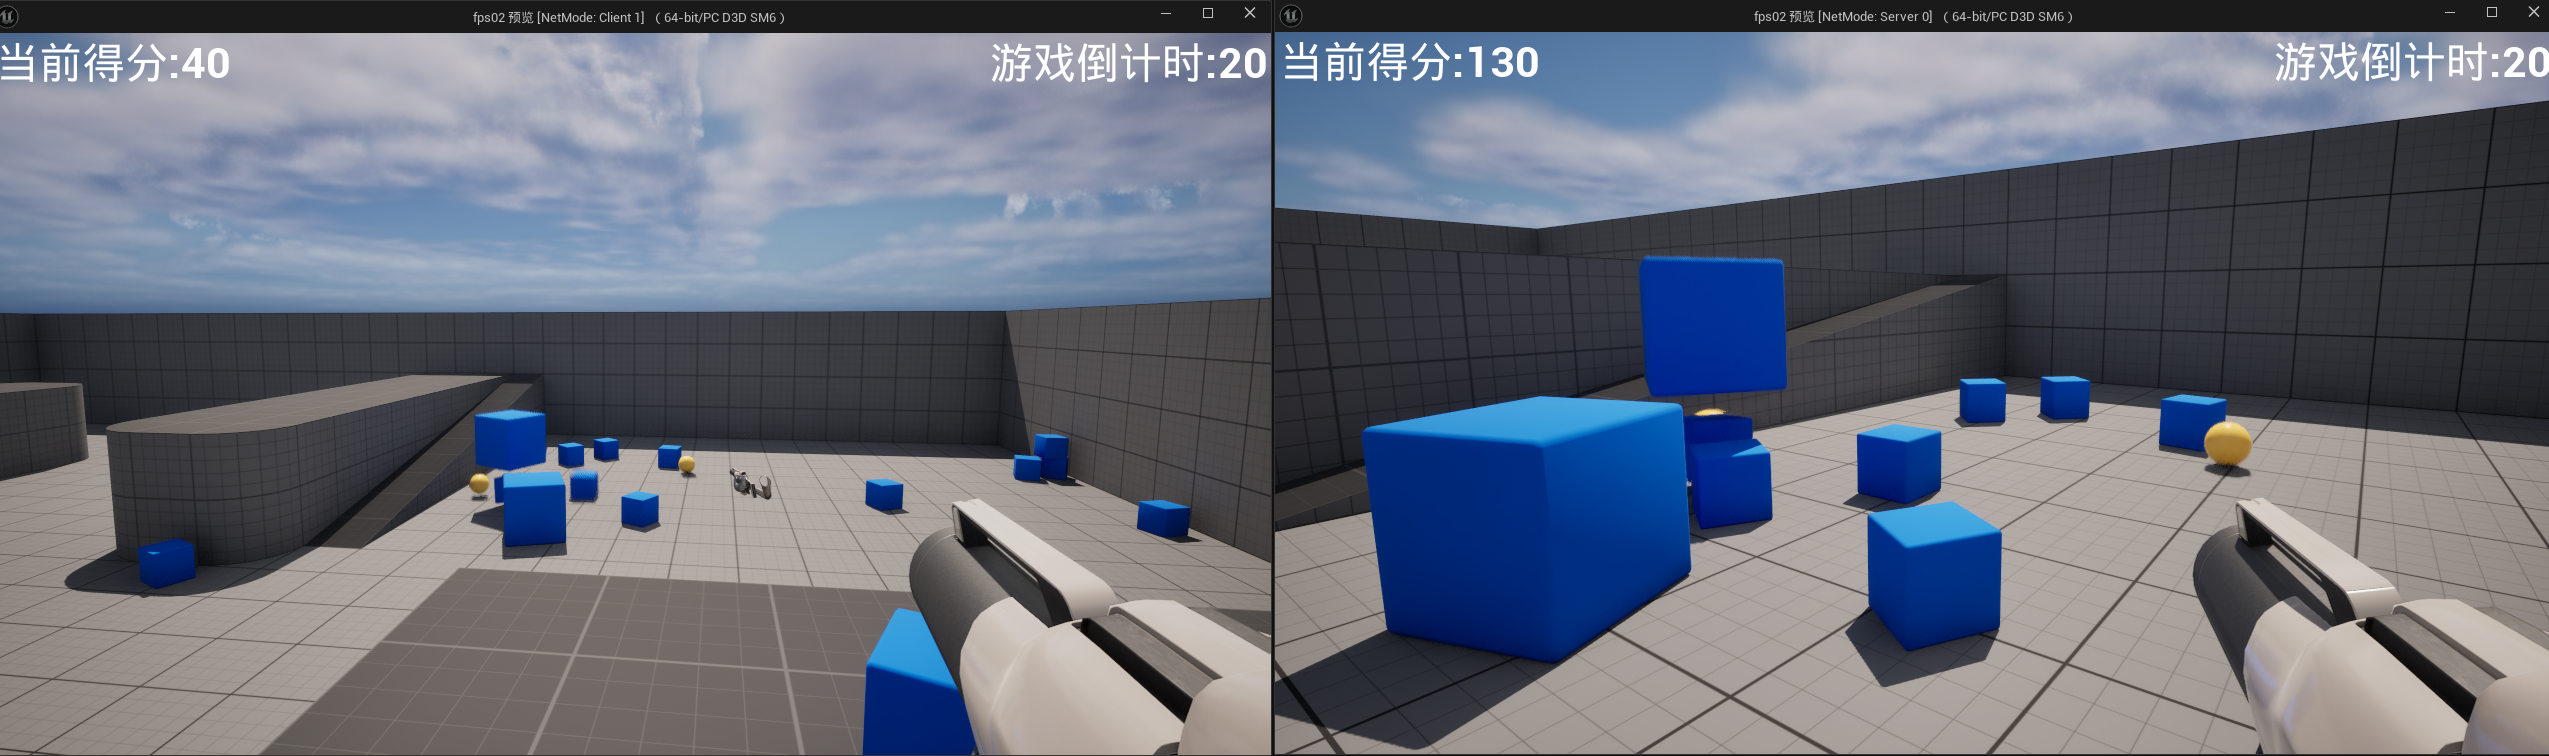 fps02 预览 [NetMode: Client 1] （64-bit/PC D3D SM6）
当前得分:40
游戏倒计时:20
fps02 预览 [NetMode: Server 0] （64-bit/PC D3D SM6）
当前得分:130
游戏倒计时:20